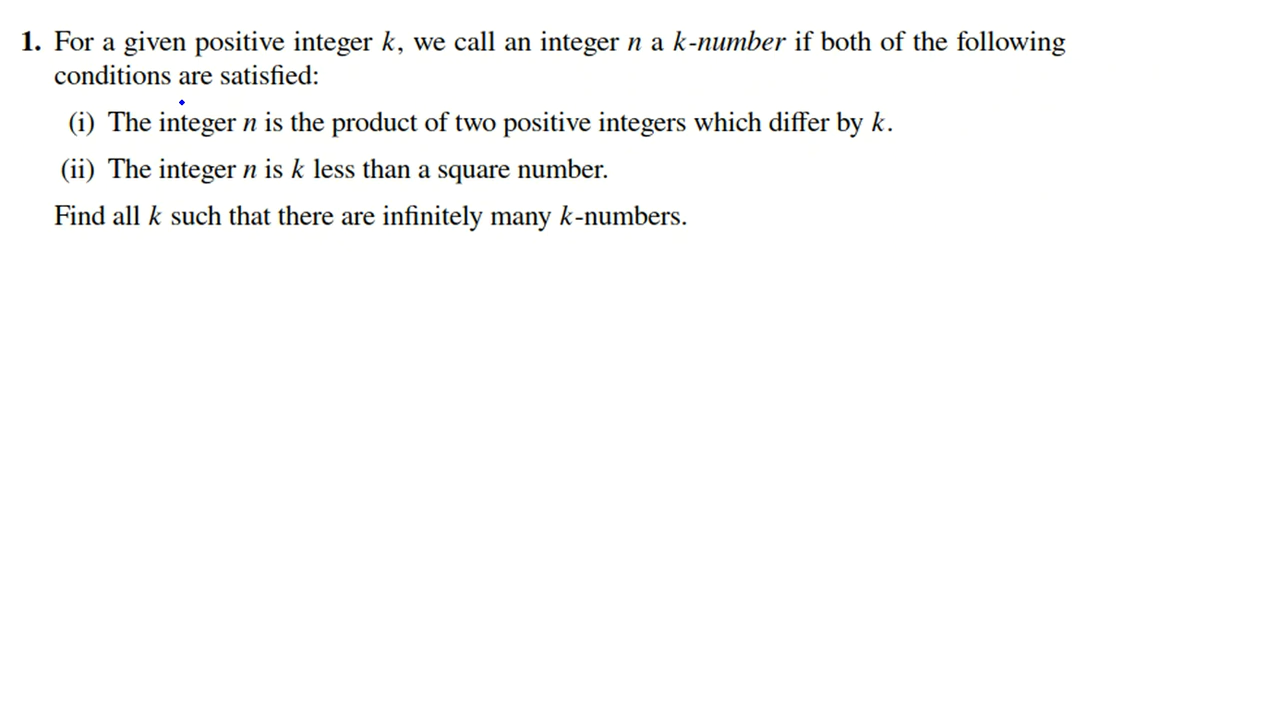 1. For a given positive integer k, we call an integer n a k-number if both of the following
conditions are satisfied:
(i) The integer n is the product of two positive integers which differ by k.
(ii) The integer n is k less than a square number.
Find all k such that there are infinitely many k-numbers.